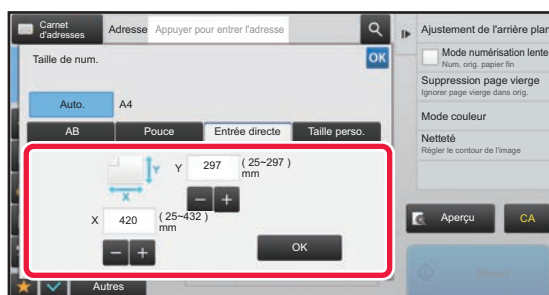 Carnet d'adresses
Adresse Appuyer pour entrer l'adresse
Taille de num.
OK
Auto. A4
AB Pouce Entrée directe Taille perso.
Y 297 ( 25~297 ) mm
Y
X
X 420 ( 25~432 ) mm
OK
Autres
Ajustement de l'arrière plan
Mode numérisation lente
Num. orig. papier fin
Suppression page vierge
Ignorer page vierge dans orig.
Mode couleur
Netteté
Régler le contour de l'image
Aperçu CA
Départ